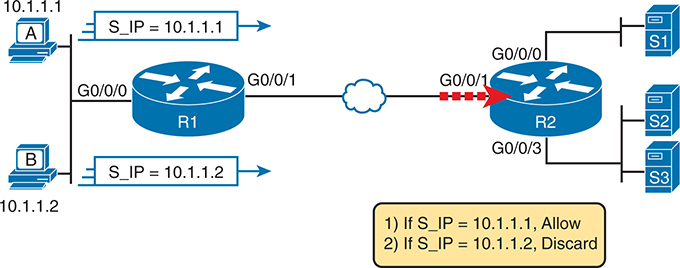 10.1.1.1
A
S_IP = 10.1.1.1
G0/0/0
R1
G0/0/1
B
10.1.1.2
S_IP = 10.1.1.2
G0/0/1
G0/0/0
R2
G0/0/3
S1
S2
S3
1) If S_IP = 10.1.1.1, Allow
2) If S_IP = 10.1.1.2, Discard